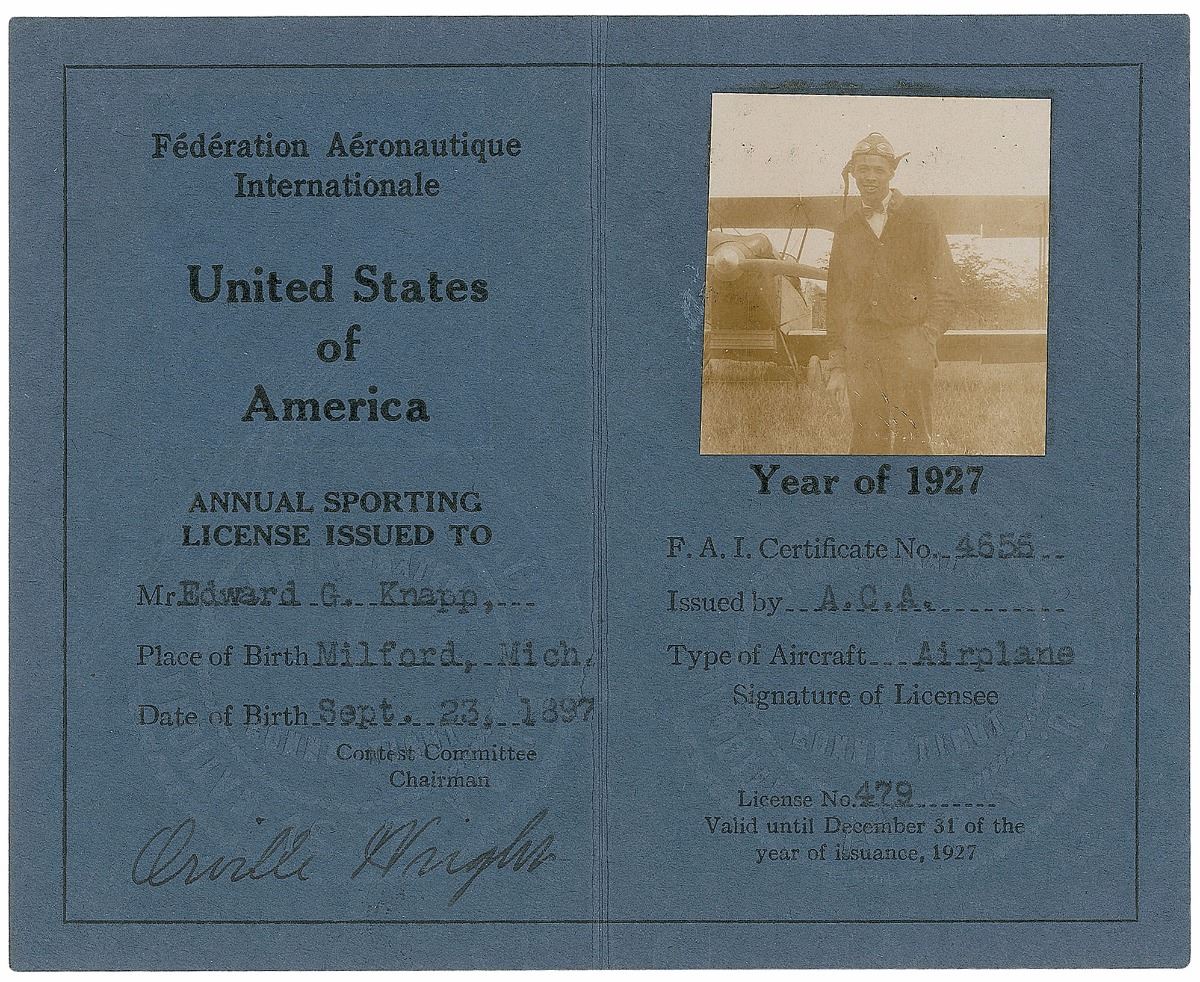 Fédération Aéronautique
Internationale
United States
of
America
ANNUAL SPORTING
LICENSE ISSUED TO
Mr Edward G. Knapp,
Place of Birth Milford, Mich.
Date of Birth Sept. 23, 1897
Contest Committee
Chairman
Orville Wright
Year of 1927
F. A. I. Certificate No. 4656
Issued by A.C.A.
Type of Aircraft Airplane
Signature of Licensee
License No. 479
Valid until December 31 of the
year of issuance, 1927